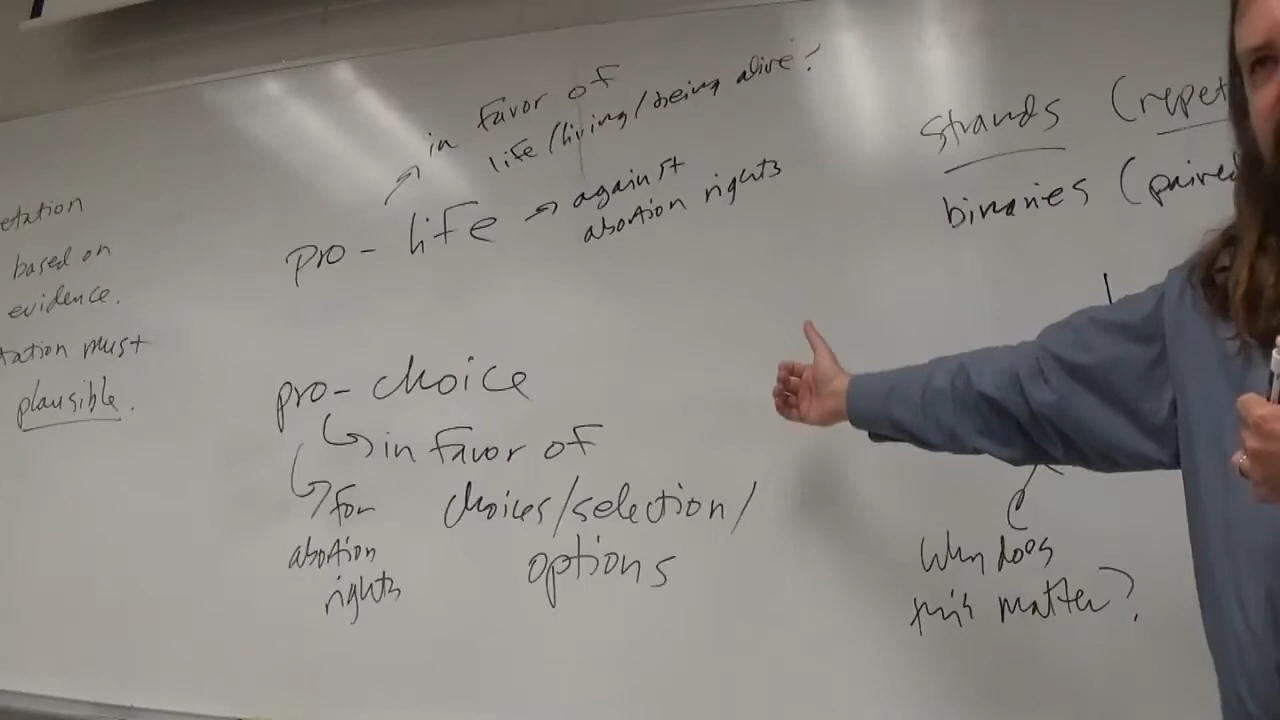 etation
based on
evidence.
tation must
plausible.
in favor of
life/living/being alive!
pro-life → against
abortion rights
pro-choice
in favor of
choices/selection/
options
for
abortion
rights
strands (repet
binaries (paired
Why does
this matter?